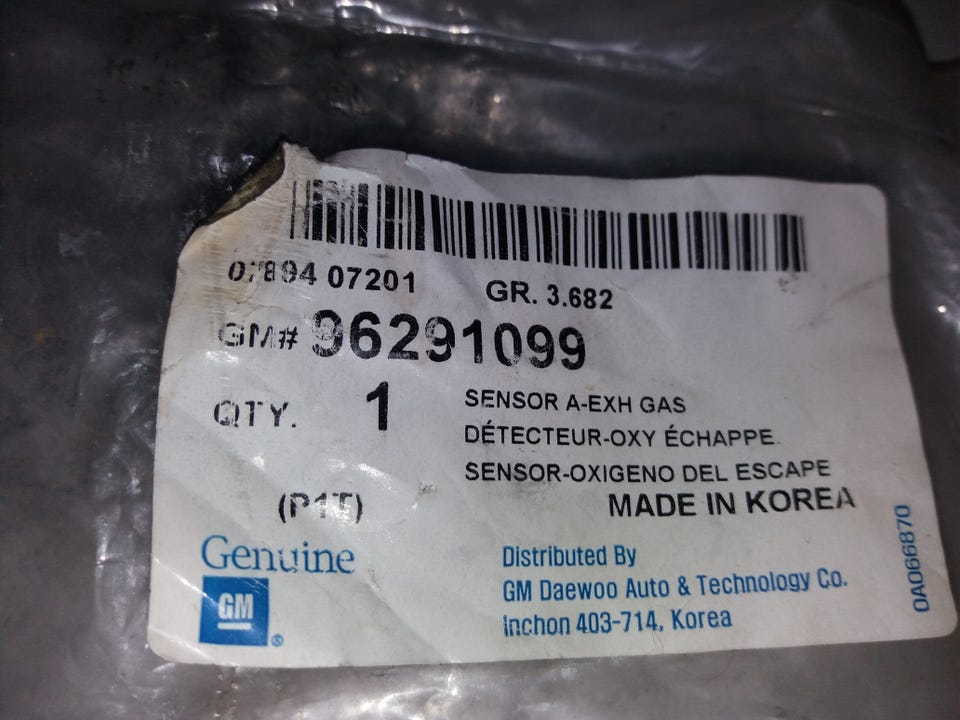 07894 07201 GR. 3.682
GM# 96291099
QTY. 1
SENSOR A-EXH GAS
DÉTECTEUR-OXY ÉCHAPPE.
SENSOR-OXIGENO DEL ESCAPE
(P1T) MADE IN KOREA
Genuine
GM ®
Distributed By
GM Daewoo Auto & Technology Co.
Inchon 403-714, Korea
0A066870